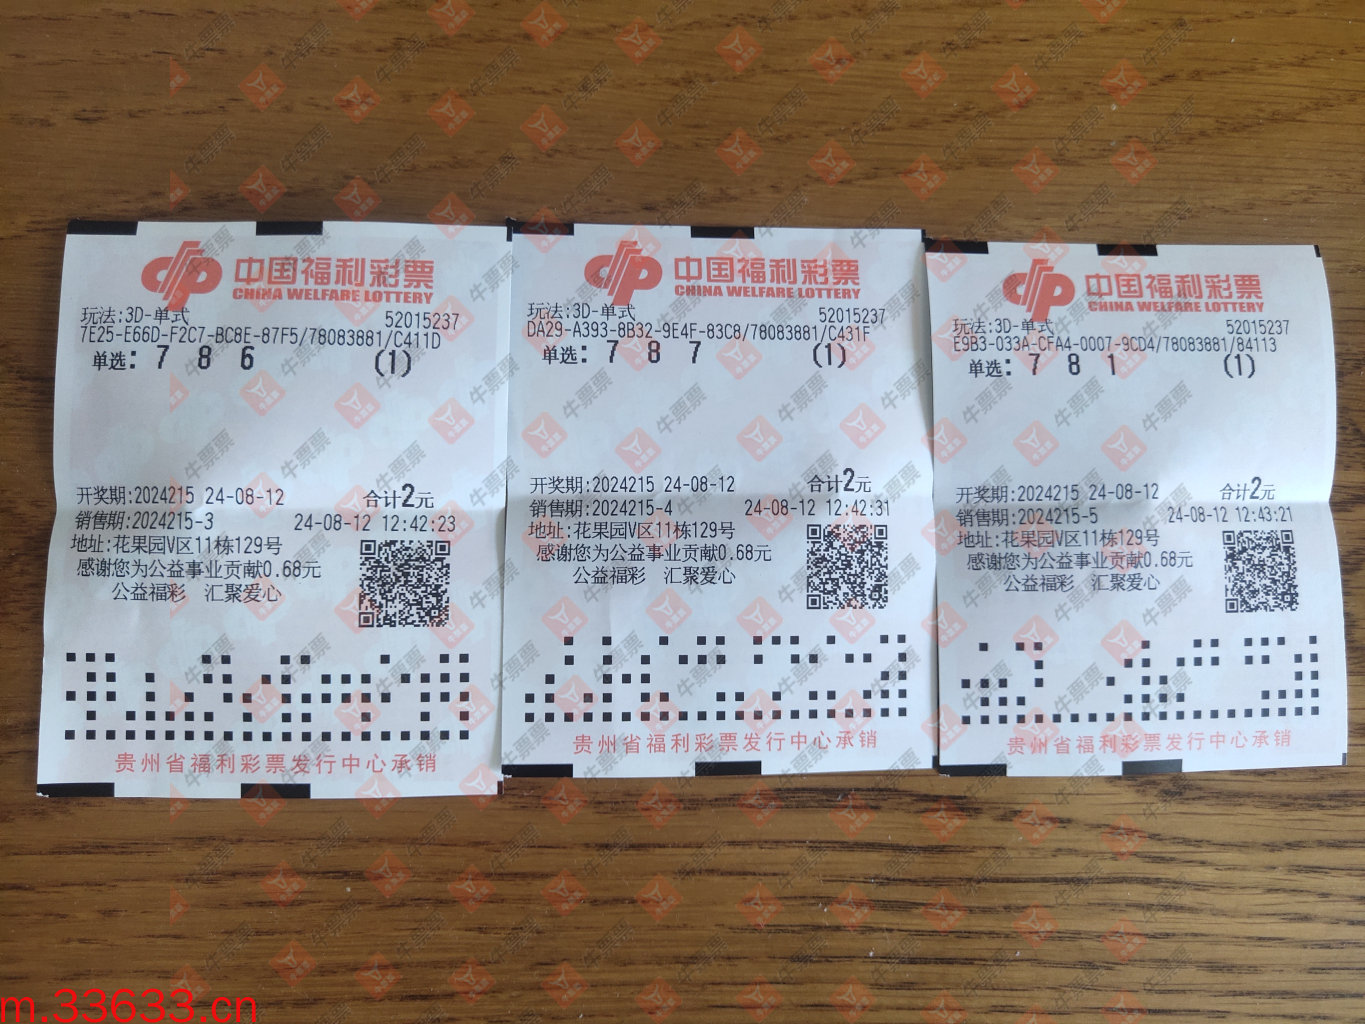 中国福利彩票
CHINA WELFARE LOTTERY
玩法:3D-单式 52015237
7E25-E66D-F2C7-BC8E-87F5/78083881/C411D
单选: 7 8 6 (1)
开奖期:2024215 24-08-12 合计2元
销售期:2024215-3 24-08-12 12:42:23
地址:花果园V区11栋129号
感谢您为公益事业贡献0.68元
公益福彩 汇聚爱心
贵州省福利彩票发行中心承销
中国福利彩票
CHINA WELFARE LOTTERY
玩法:3D-单式 52015237
DA29-A393-8B32-9E4F-83C8/78083881/C431F
单选: 7 8 7 (1)
开奖期:2024215 24-08-12 合计2元
销售期:2024215-4 24-08-12 12:42:31
地址:花果园V区11栋129号
感谢您为公益事业贡献0.68元
公益福彩 汇聚爱心
贵州省福利彩票发行中心承销
中国福利彩票
CHINA WELFARE LOTTERY
玩法:3D-单式 52015237
E9B3-033A-CFA4-0007-9CD4/78083881/84113
单选: 7 8 1 (1)
开奖期:2024215 24-08-12 合计2元
销售期:2024215-5 24-08-12 12:43:21
地址:花果园V区11栋129号
感谢您为公益事业贡献0.68元
公益福彩 汇聚爱心
贵州省福利彩票发行中心承销
牛票票
m.33633.cn